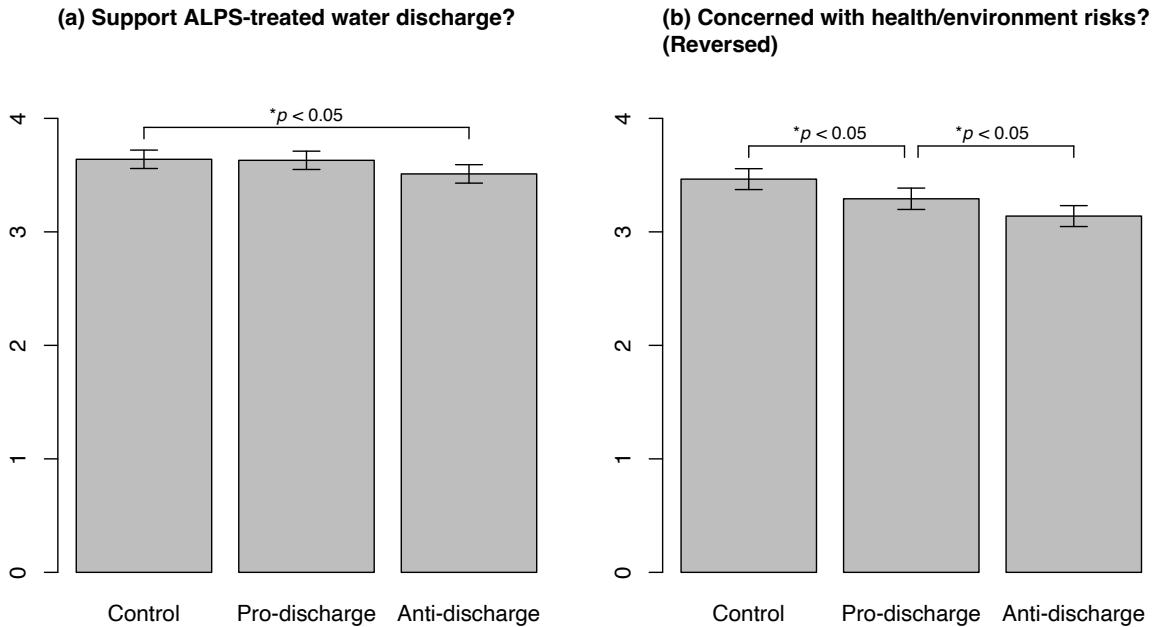 (a) Support ALPS-treated water discharge?
4
3
2
1
0
*p < 0.05
Control Pro-discharge Anti-discharge
(b) Concerned with health/environment risks?
(Reversed)
4
3
2
1
0
*p < 0.05 *p < 0.05
Control Pro-discharge Anti-discharge